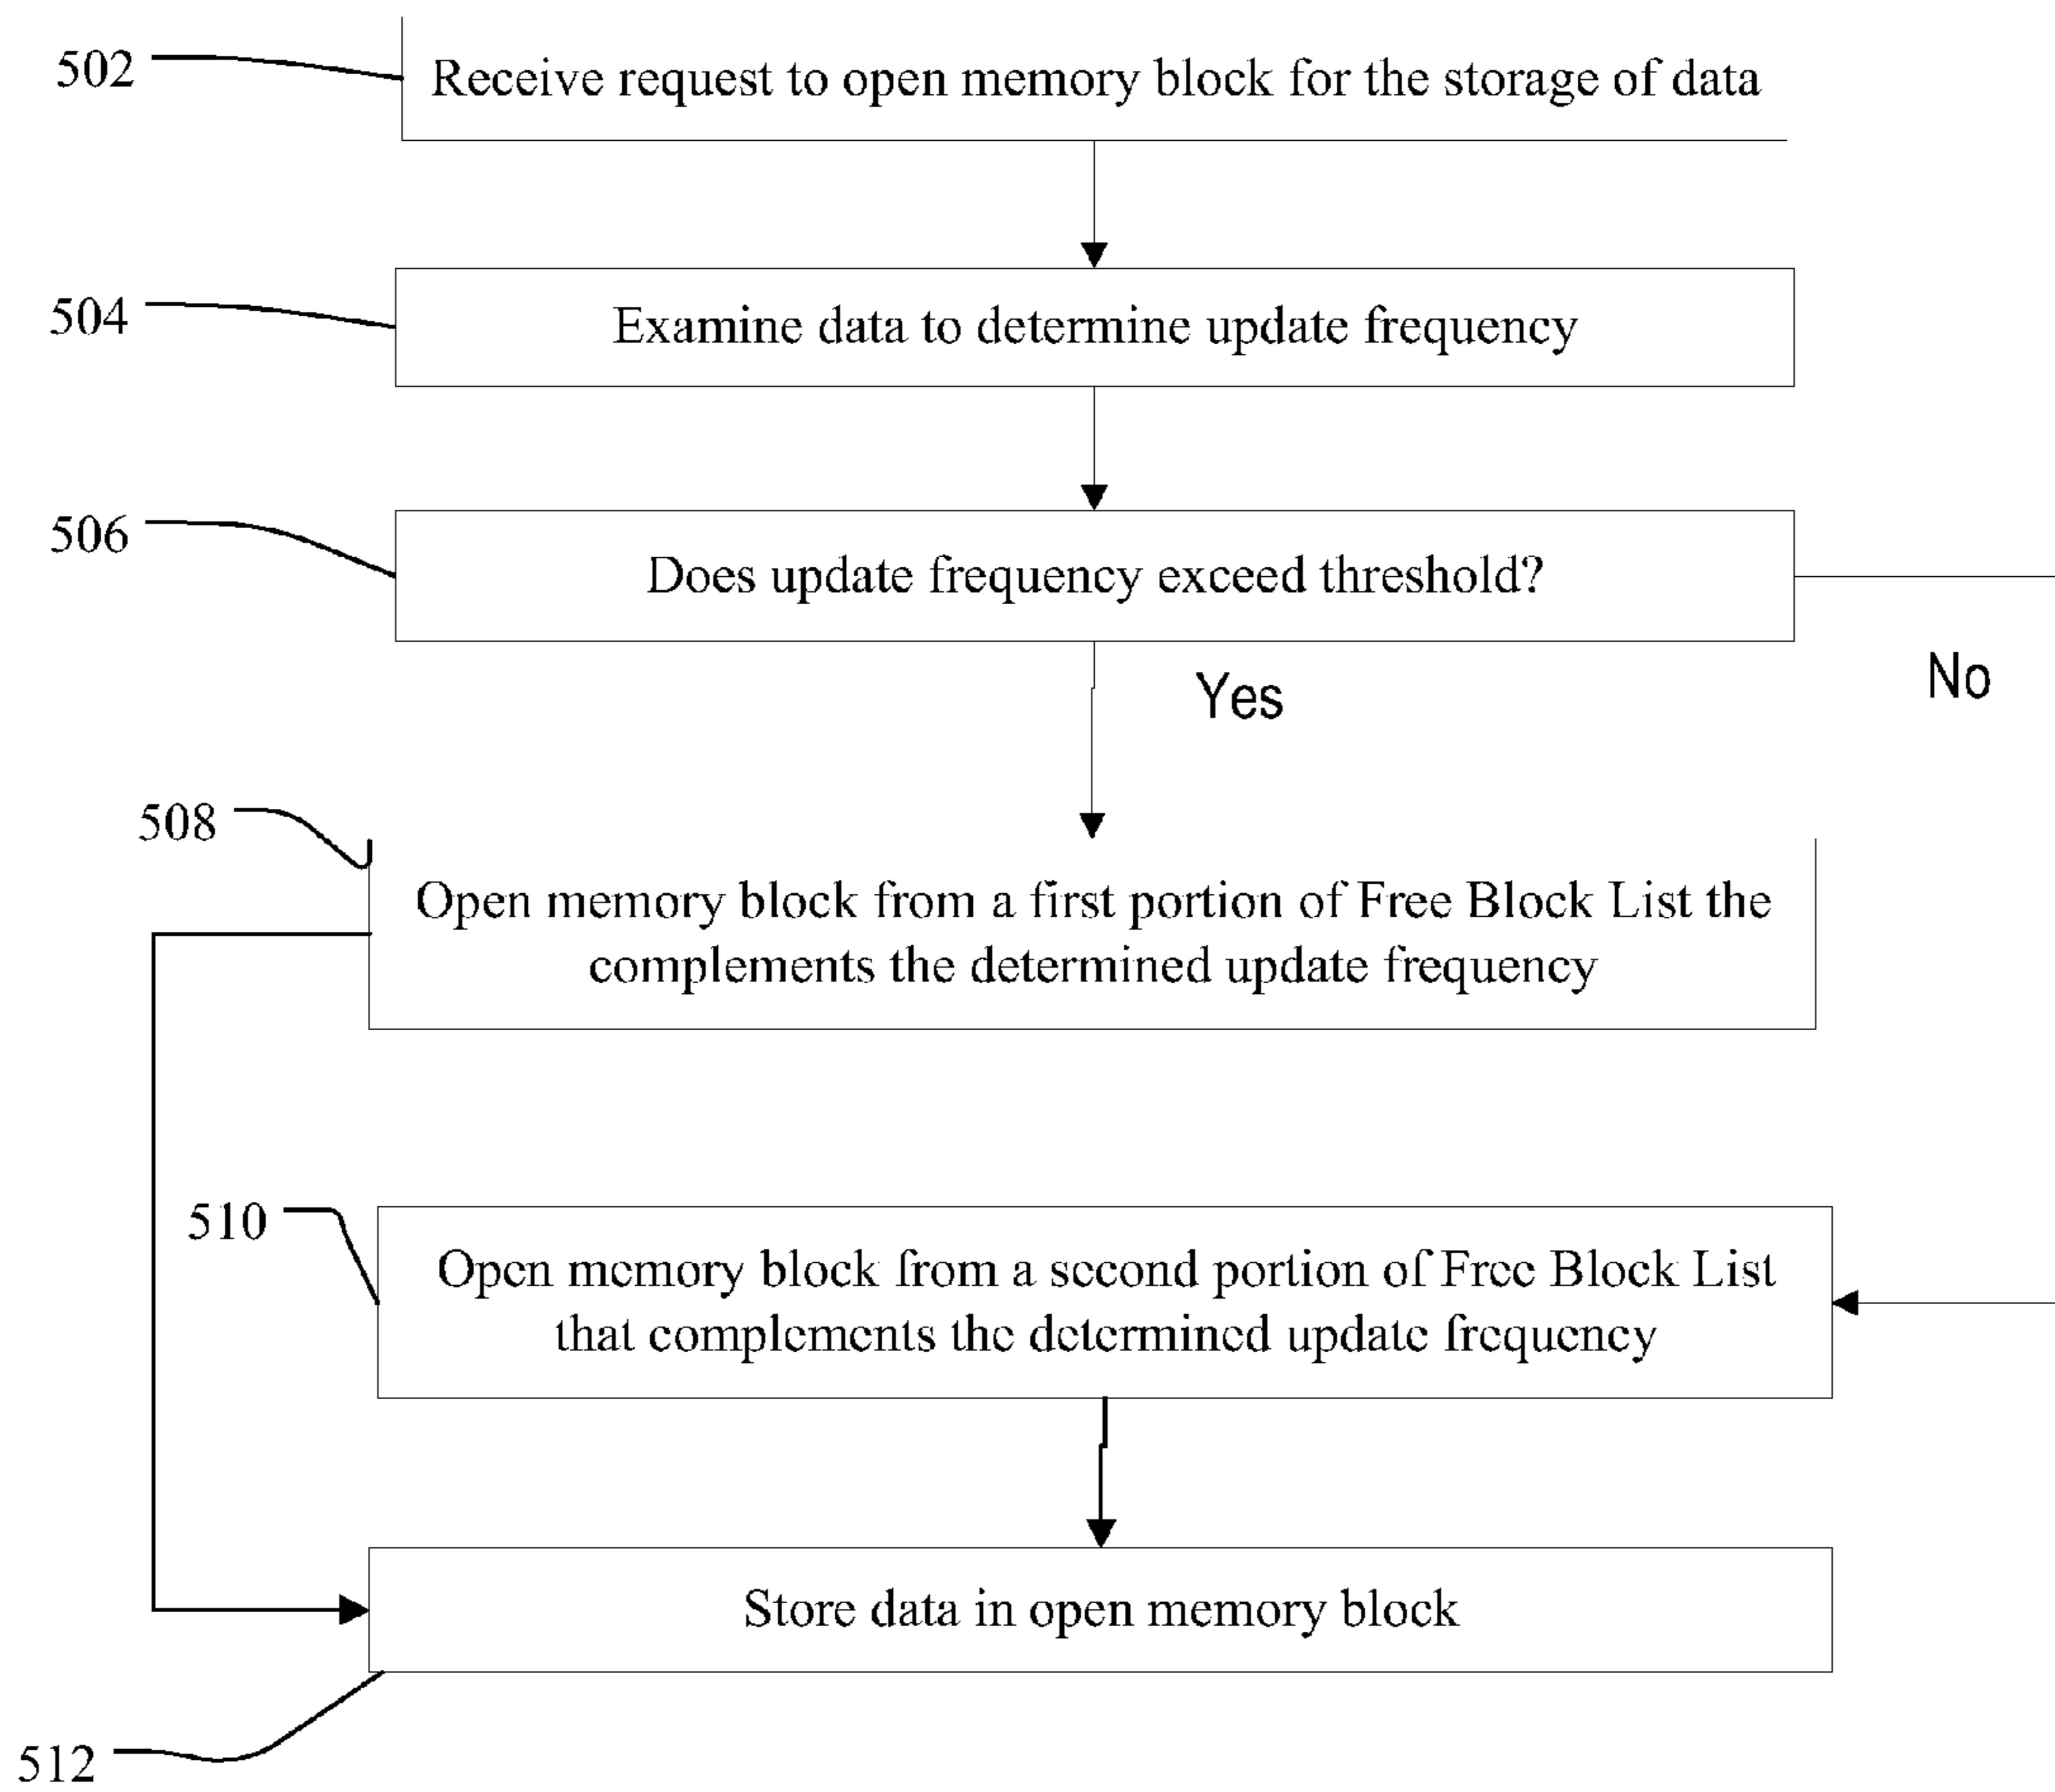 502
Receive request to open memory block for the storage of data
504
Examine data to determine update frequency
506
Does update frequency exceed threshold?
Yes
No
508
Open memory block from a first portion of Free Block List the
complements the determined update frequency
510
Open memory block from a second portion of Free Block List
that complements the determined update frequency
Store data in open memory block
512